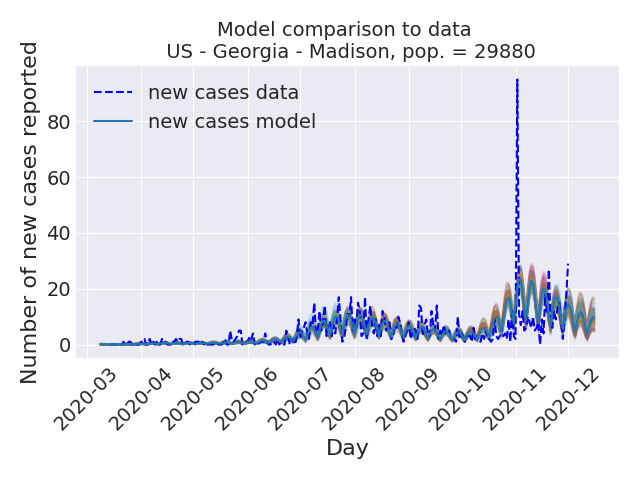 Model comparison to data
US - Georgia - Madison, pop. = 29880
new cases data
new cases model
Number of new cases reported
80
60
40
20
0
2020-03
2020-04
2020-05
2020-06
2020-07
2020-08
2020-09
2020-10
2020-11
2020-12
Day